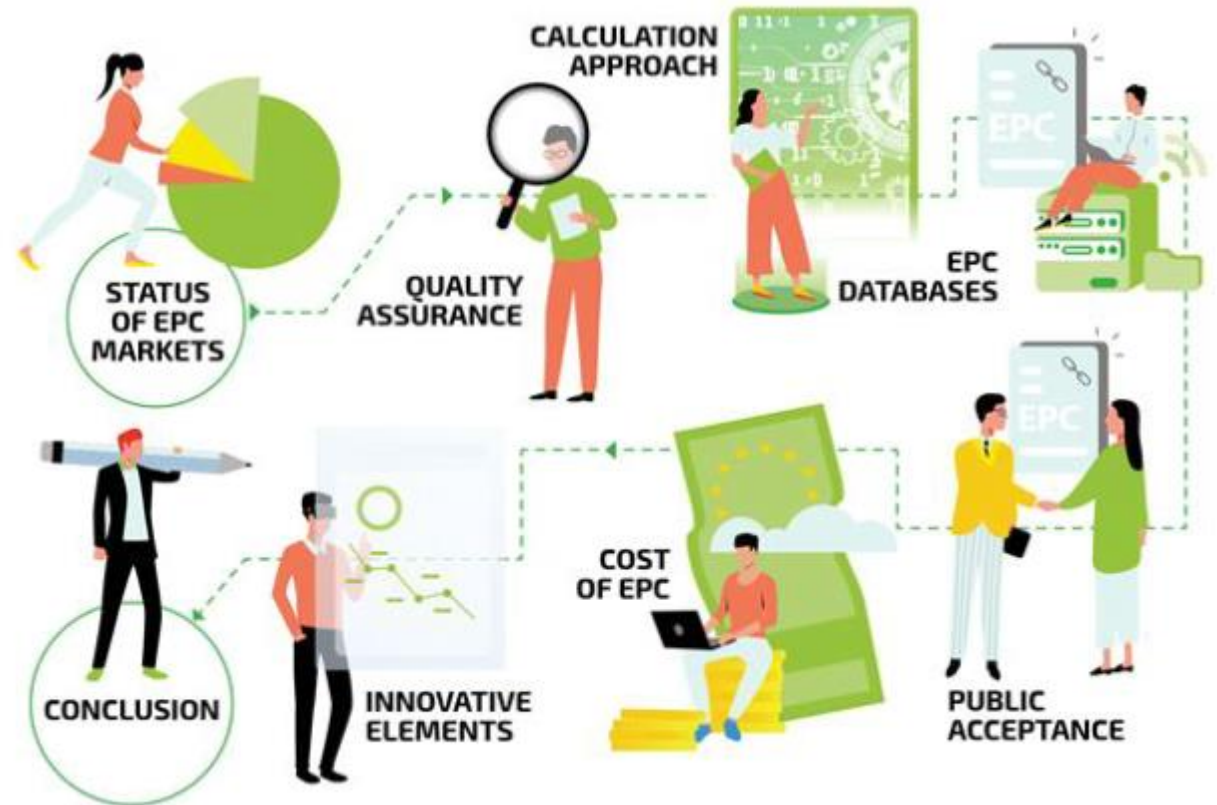 STATUS
OF EPC
MARKETS
QUALITY
ASSURANCE
CALCULATION
APPROACH
EPC
EPC
DATABASES
EPC
PUBLIC
ACCEPTANCE
COST
OF EPC
INNOVATIVE
ELEMENTS
CONCLUSION